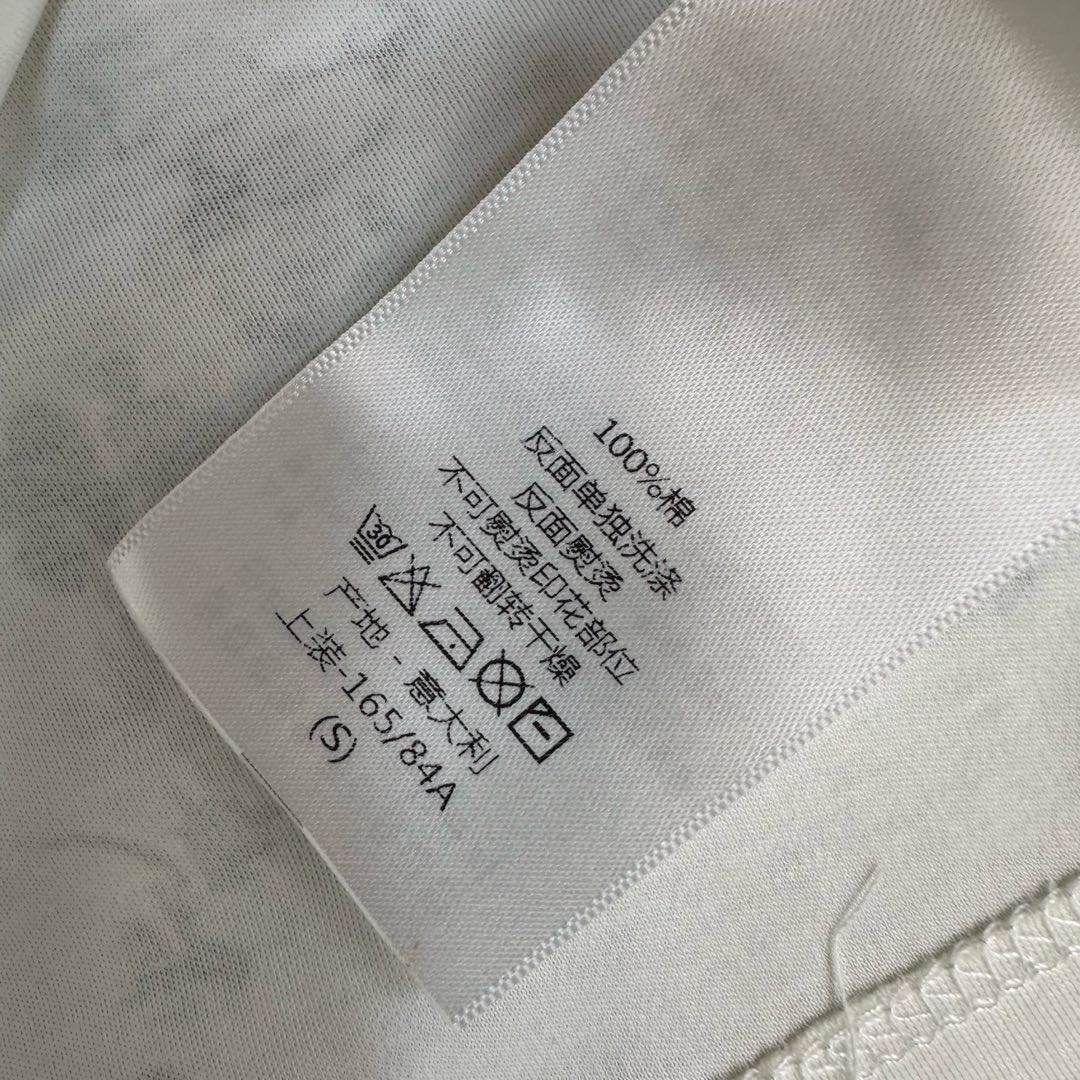 100%棉
反面单独洗涤
反面熨烫
不可熨烫印花部位
不可翻转干燥
30
产地 - 意大利
上装-165/84A
(S)